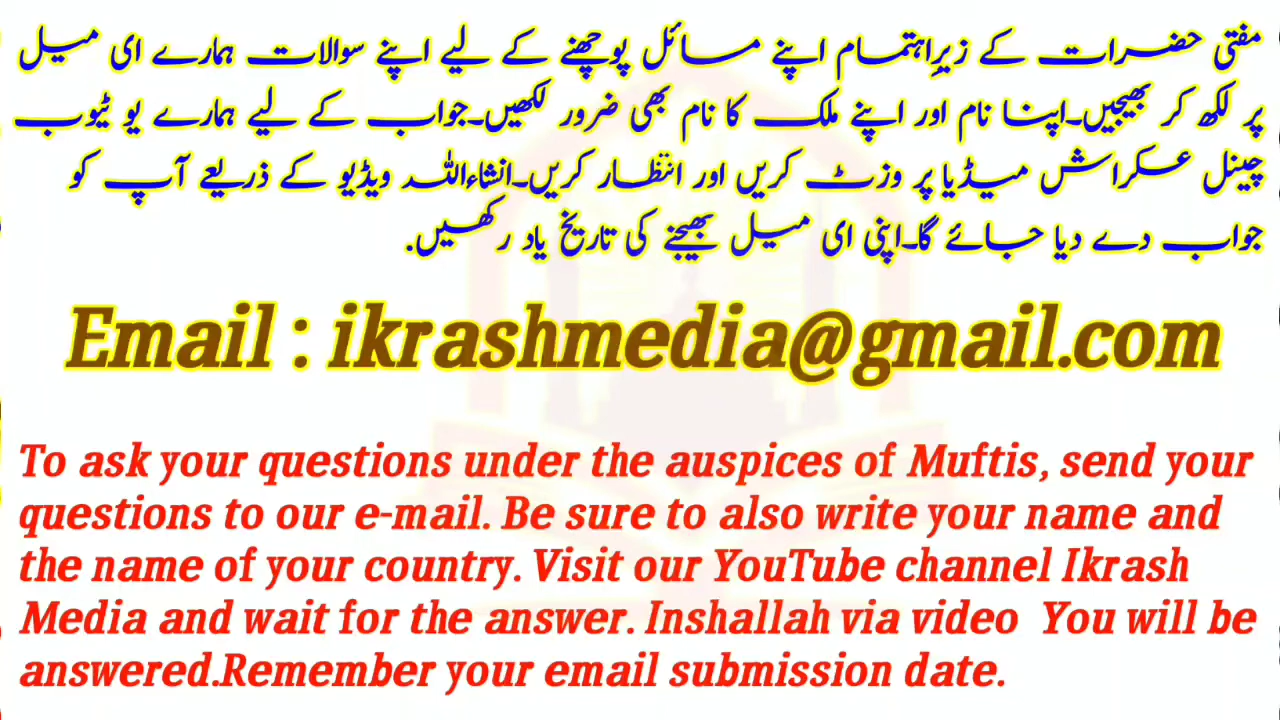 مفتی حضرات کے زیرِاہتمام اپنے مسائل پوچھنے کے لیے اپنے سوالات ہمارے ای میل
پر لکھ کر بھیجیں۔اپنا نام اور اپنے ملک کا نام بھی ضرور لکھیں۔جواب کے لیے ہمارے یو ٹیوب
چینل عکراش میڈیا پر وزٹ کریں اور انتظار کریں۔انشاءاللہ ویڈیو کے ذریعے آپ کو
جواب دے دیا جائے گا۔اپنی ای میل بھیجنے کی تاریخ یاد رکھیں.
Email : ikrashmedia@gmail.com
To ask your questions under the auspices of Muftis, send your
questions to our e-mail. Be sure to also write your name and
the name of your country. Visit our YouTube channel Ikrash
Media and wait for the answer. Inshallah via video  You will be
answered.Remember your email submission date.